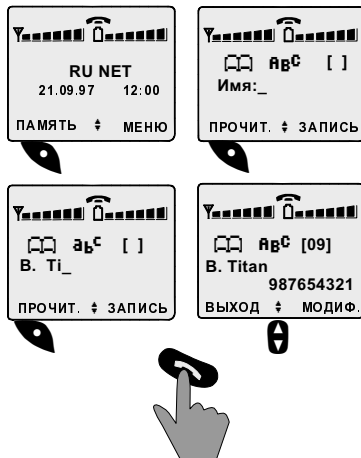 RU NET
21.09.97 12:00
ПАМЯТЬ МЕНЮ
ABC [ ]
Имя:_
ПРОЧИТ. ЗАПИСЬ
abc [ ]
B. Ti_
ПРОЧИТ. ЗАПИСЬ
ABC [09]
B. Titan
987654321
ВЫХОД МОДИФ.